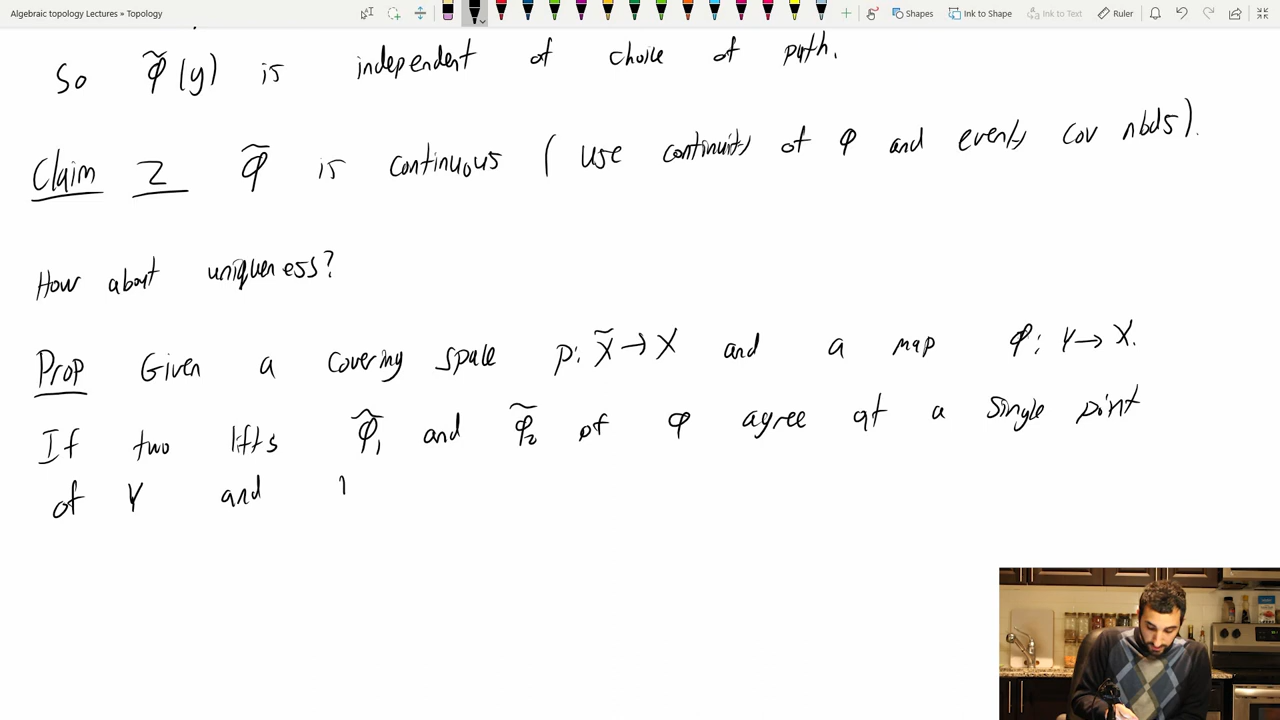 Algebraic topology Lectures » Topology
Shapes Ink to Shape Ink to Text Ruler
So φ̃(y) is independent of choice of path.
Claim 2 φ̃ is continuous (use continuity of φ and evenly cov nbds).
How about uniqueness?
Prop Given a covering space p: X̃ → X and a map φ: Y → X.
If two lifts φ̃₁ and φ̃₂ of φ agree at a single point
of Y and